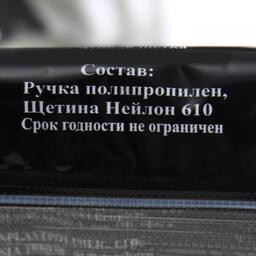 Состав:
Ручка полипропилен,
Щетина Нейлон 610
Срок годности не ограничен